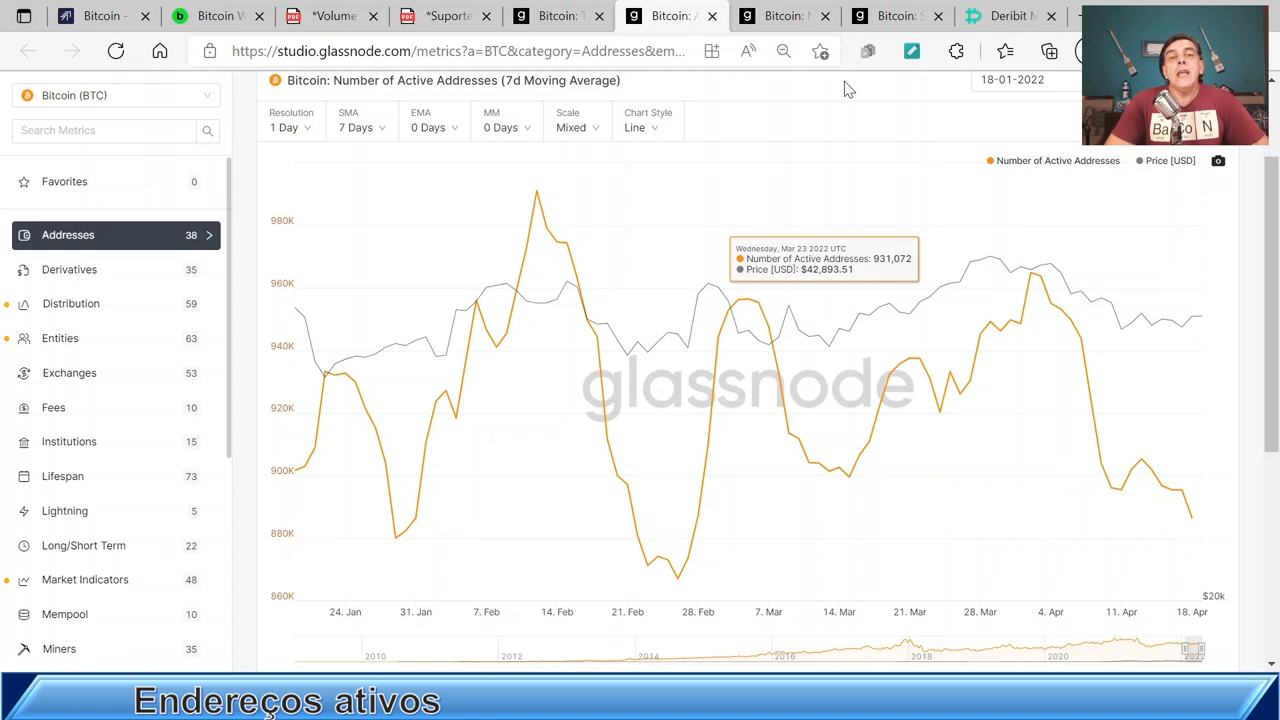 Bitcoin -
Bitcoin W
*Volume
*Suporte
Bitcoin: T
Bitcoin: A
Bitcoin: N
Bitcoin: S
Deribit M
https://studio.glassnode.com/metrics?a=BTC&category=Addresses&em...
Bitcoin (BTC)
Bitcoin: Number of Active Addresses (7d Moving Average)
18-01-2022
Ba Co N
Search Metrics
Resolution
1 Day
SMA
7 Days
EMA
0 Days
MM
0 Days
Scale
Mixed
Chart Style
Line
Number of Active Addresses
Price [USD]
Favorites 0
Addresses 38
Derivatives 35
Distribution 59
Entities 63
Exchanges 53
Fees 10
Institutions 15
Lifespan 73
Lightning 5
Long/Short Term 22
Market Indicators 48
Mempool 10
Miners 35
980K
960K
940K
920K
900K
880K
860K
Wednesday, Mar 23 2022 UTC
Number of Active Addresses: 931,072
Price [USD]: $42,893.51
glassnode
$20k
24. Jan 31. Jan 7. Feb 14. Feb 21. Feb 28. Feb 7. Mar 14. Mar 21. Mar 28. Mar 4. Apr 11. Apr 18. Apr
2010 2012 2014 2016 2018 2020 2022
Endereços ativos